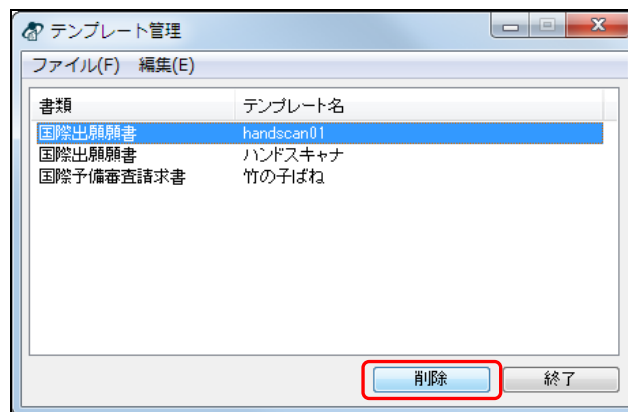 テンプレート管理
ファイル(F) 編集(E)
書類 テンプレート名
国際出願願書 handscan01
国際出願願書 ハンドスキャナ
国際予備審査請求書 竹の子ばね
削除 終了